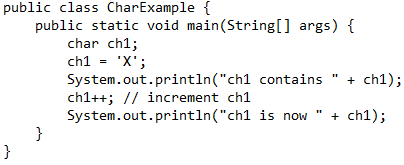 public class CharExample {
    public static void main(String[] args) {
        char ch1;
        ch1 = 'X';
        System.out.println("ch1 contains " + ch1);
        ch1++; // increment ch1
        System.out.println("ch1 is now " + ch1);
    }
}